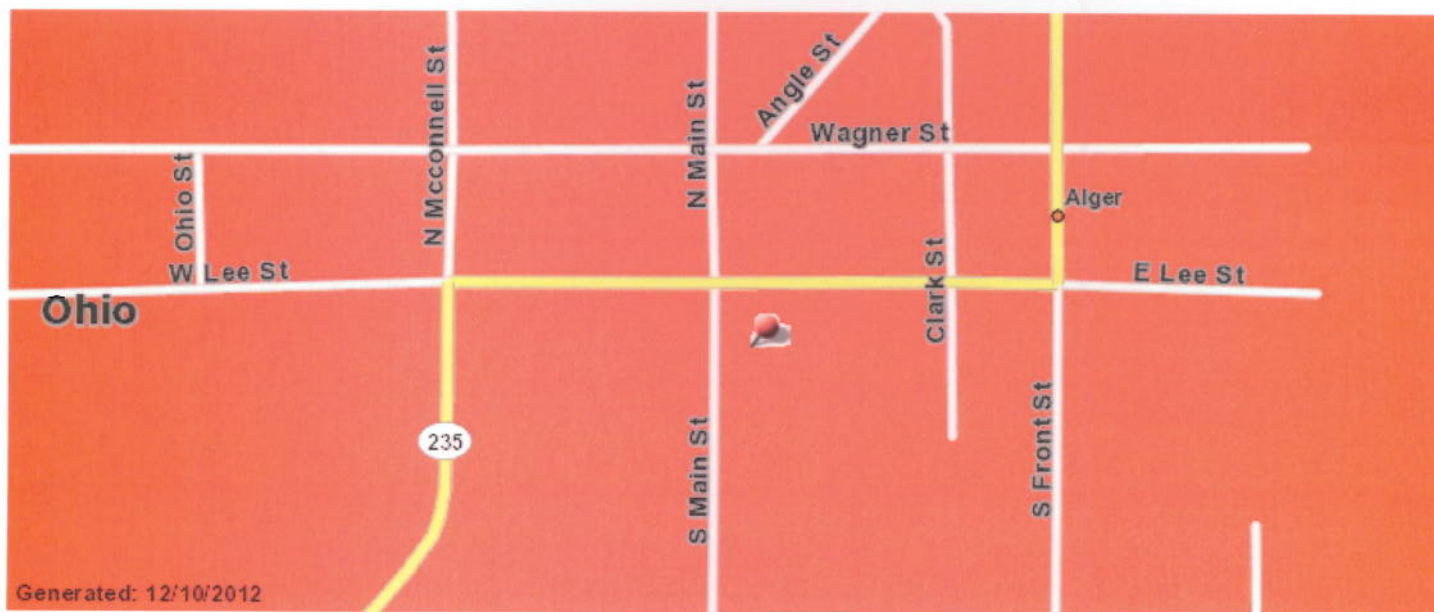 N Mcconnell St
N Main St
Angle St
Wagner St
Ohio St
Alger
W Lee St
Clark St
E Lee St
Ohio
235
S Main St
S Front St
Generated: 12/10/2012